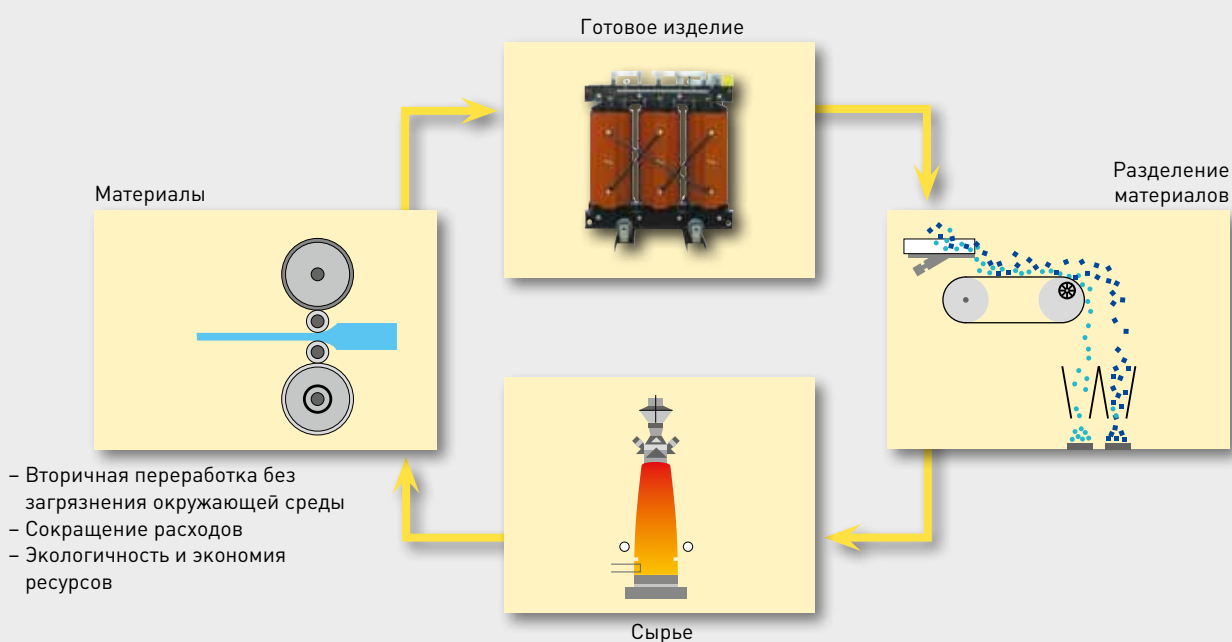 Готовое изделие
Разделение
материалов
Материалы
– Вторичная переработка без
загрязнения окружающей среды
– Сокращение расходов
– Экологичность и экономия
ресурсов
Сырье